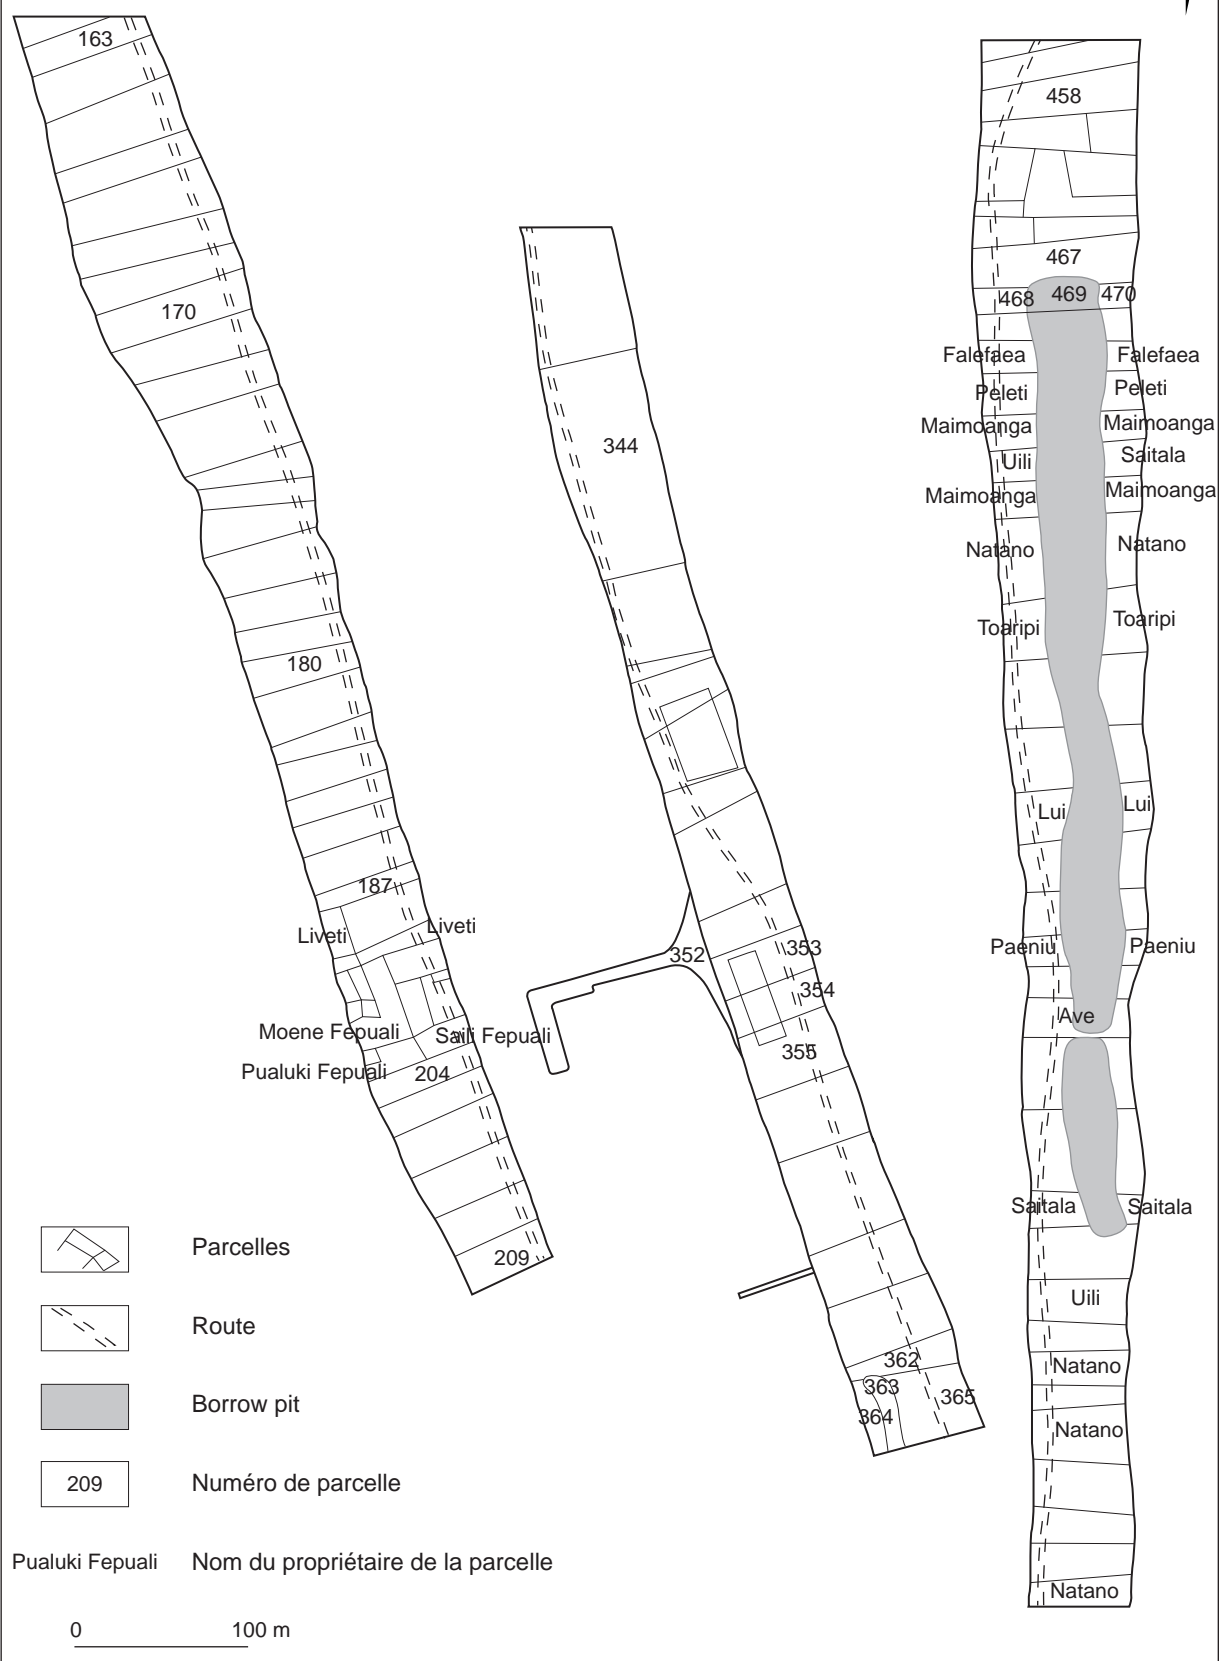 163
170
180
187
Liveti
Liveti
Moene Fepuali
Saili Fepuali
Pualuki Fepuali
204
209
344
352
353
354
355
362
363
364
365
458
467
468
469
470
Falefaea
Falefaea
Peleti
Peleti
Maimoanga
Maimoanga
Uili
Saitala
Maimoanga
Maimoanga
Natano
Natano
Toaripi
Toaripi
Lui
Lui
Paeniu
Paeniu
Ave
Saitala
Saitala
Uili
Natano
Natano
Natano
Parcelles
Route
Borrow pit
209 Numéro de parcelle
Pualuki Fepuali Nom du propriétaire de la parcelle
0 100 m